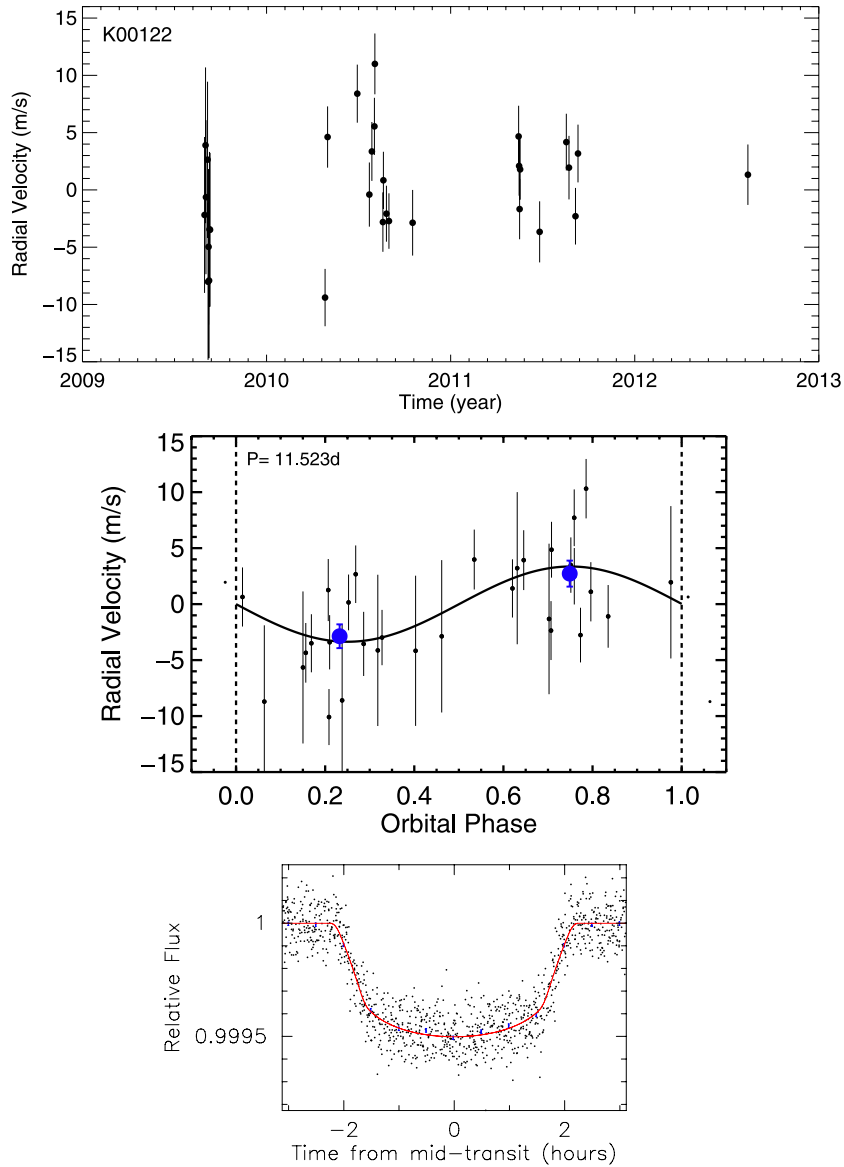 K00122
Radial Velocity (m/s)
15
10
5
0
−5
−10
−15
2009 2010 2011 2012 2013
Time (year)
P= 11.523d
Radial Velocity (m/s)
15
10
5
0
−5
−10
−15
0.0 0.2 0.4 0.6 0.8 1.0
Orbital Phase
Relative Flux
1
0.9995
−2 0 2
Time from mid−transit (hours)